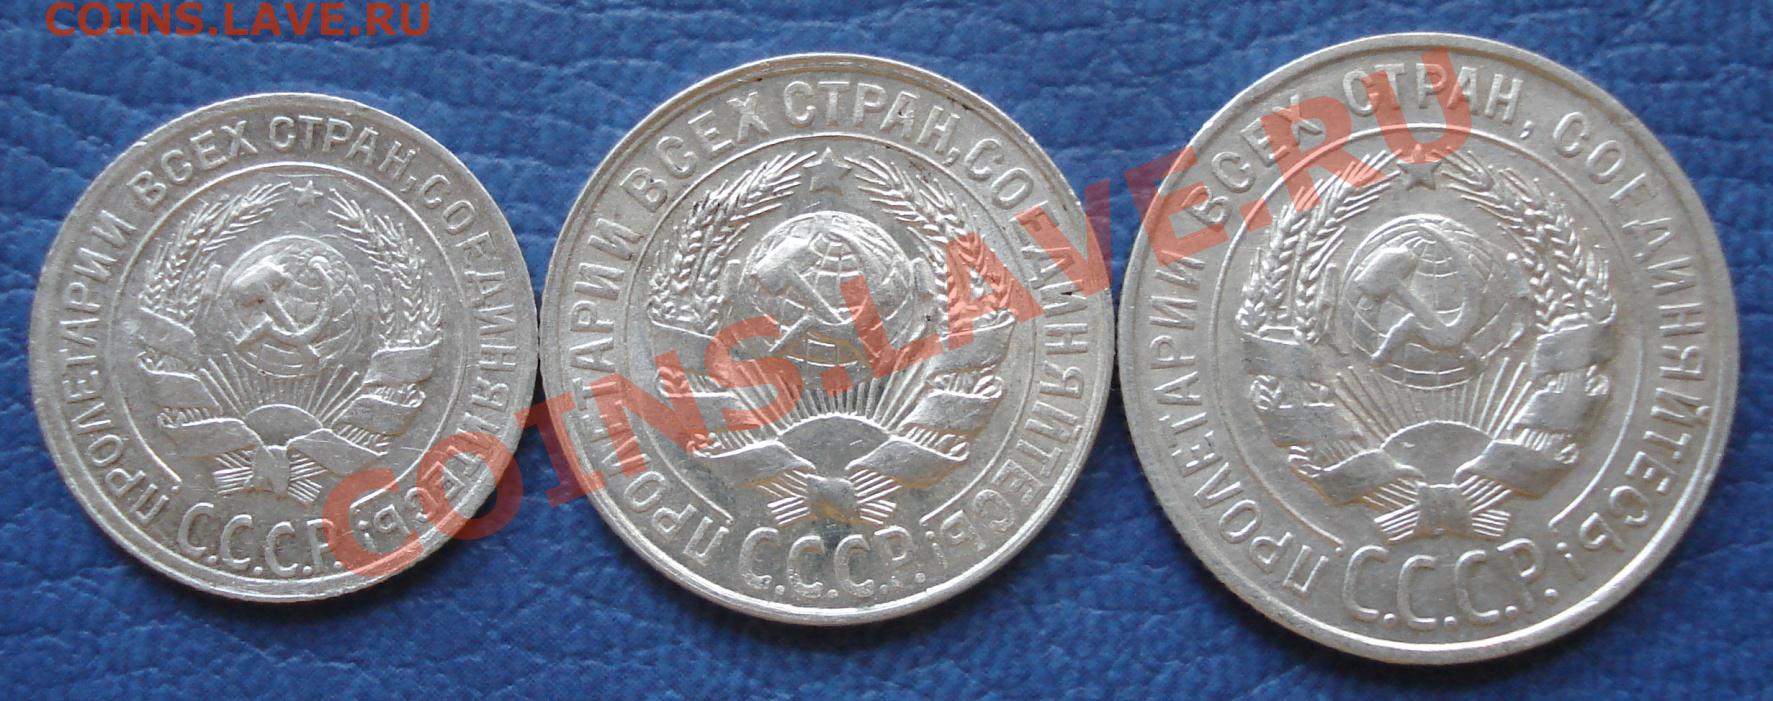 COINS.LAVE.RU
ПРОЛЕТАРИИ ВСЕХ СТРАН, СОЕДИНЯЙТЕСЬ!
С.С.С.Р.
ПРОЛЕТАРИИ ВСЕХ СТРАН, СОЕДИНЯЙТЕСЬ!
С.С.С.Р.
ПРОЛЕТАРИИ ВСЕХ СТРАН, СОЕДИНЯЙТЕСЬ!
С.С.С.Р.
COINS.LAVE.RU